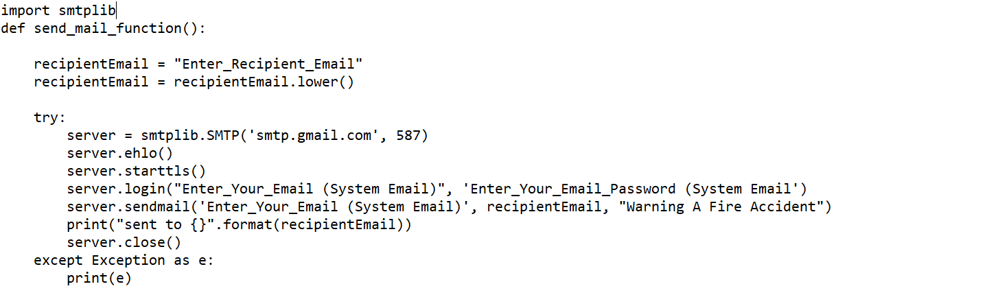 import smtplib
def send_mail_function():
    recipientEmail = "Enter_Recipient_Email"
    recipientEmail = recipientEmail.lower()
    try:
        server = smtplib.SMTP('smtp.gmail.com', 587)
        server.ehlo()
        server.starttls()
        server.login("Enter_Your_Email (System Email)", 'Enter_Your_Email_Password (System Email')
        server.sendmail('Enter_Your_Email (System Email)', recipientEmail, "Warning A Fire Accident")
        print("sent to {}".format(recipientEmail))
        server.close()
    except Exception as e:
        print(e)